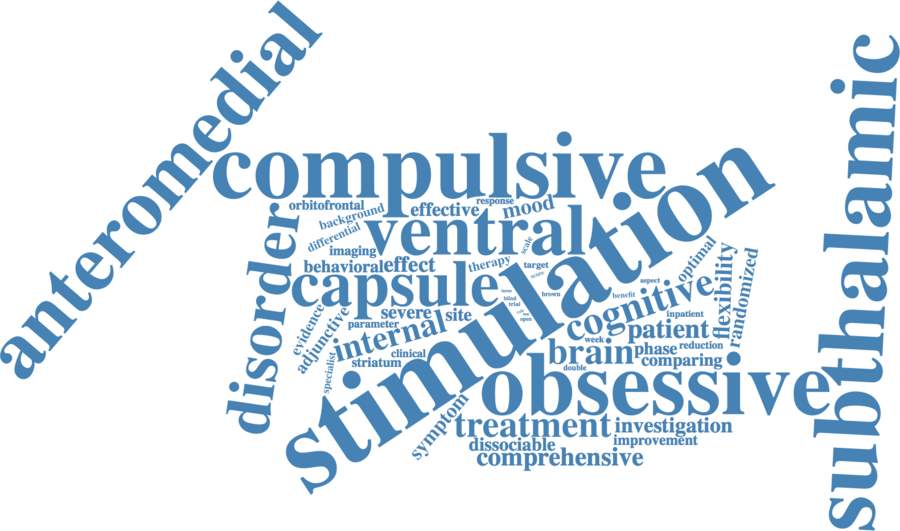 anteromedial
subthalamic
compulsive
stimulation
orbitofrontal
background
differential
effective
response
mood
ventral
scale
imaging
behavioral
effect
therapy
target
score
optimal
disorder
capsule
aspect
flexibility
randomized
evidence
adjunctive
severe
site
parameter
internal
blind
trial
brown
benefit
cognitive
open
inpatient
patient
clinical
striatum
specialist
week
brain
phase
reduction
comparing
double
obsessive
symptom
treatment
investigation
dissociable
improvement
comprehensive